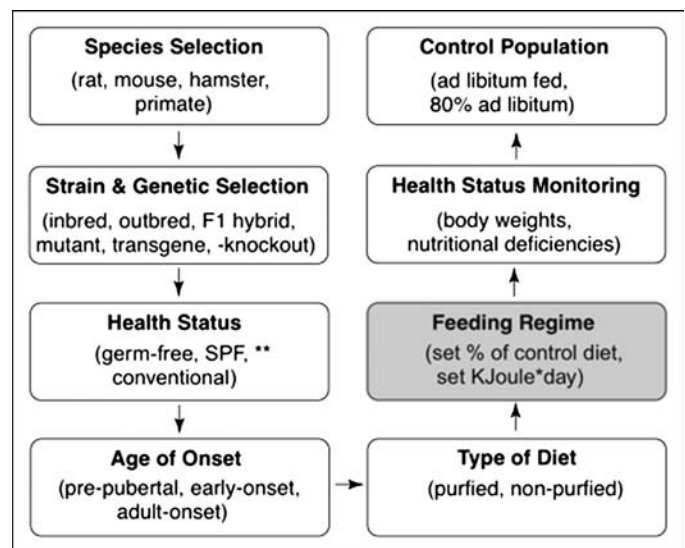 Species Selection
(rat, mouse, hamster,
primate)
Strain & Genetic Selection
(inbred, outbred, F1 hybrid,
mutant, transgene, -knockout)
Health Status
(germ-free, SPF, **
conventional)
Age of Onset
(pre-pubertal, early-onset,
adult-onset)
Type of Diet
(purfied, non-purfied)
Feeding Regime
(set % of control diet,
set KJoule*day)
Health Status Monitoring
(body weights,
nutritional deficiencies)
Control Population
(ad libitum fed,
80% ad libitum)